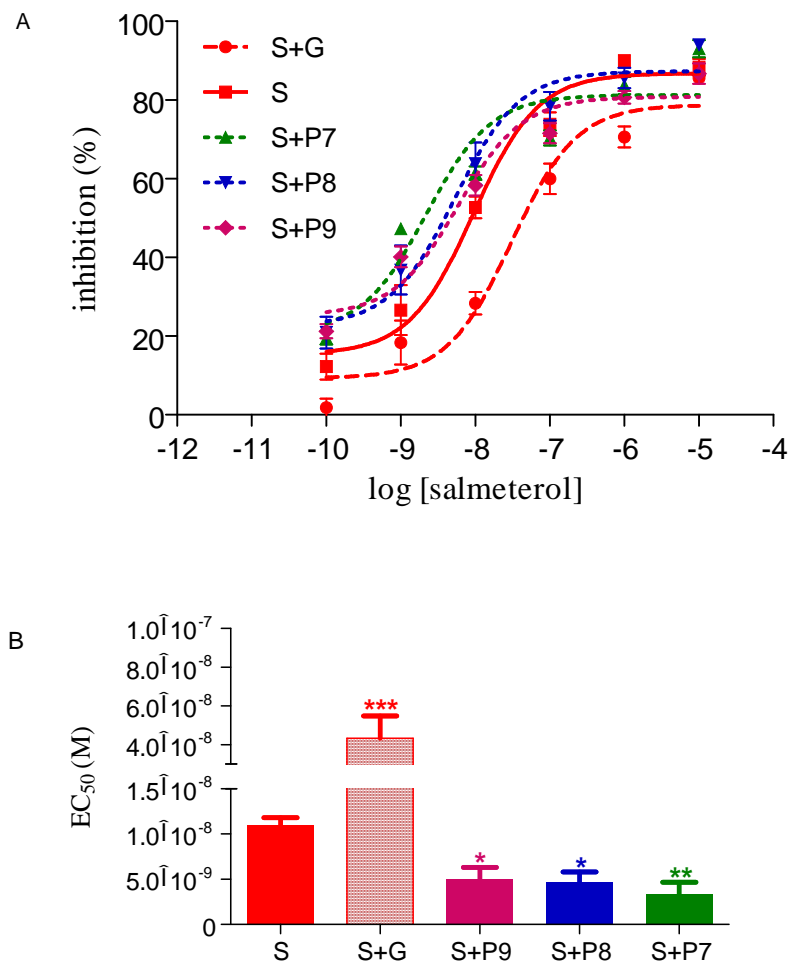 A
S+G
S
S+P7
S+P8
S+P9
100
80
60
40
20
0
inhibition (%)
-12 -11 -10 -9 -8 -7 -6 -5 -4
log [salmeterol]
B
1.0Î10-7
8.0Î10-8
6.0Î10-8
4.0Î10-8
1.5Î10-8
1.0Î10-8
5.0Î10-9
0
EC50 (M)
***
*
*
**
S S+G S+P9 S+P8 S+P7